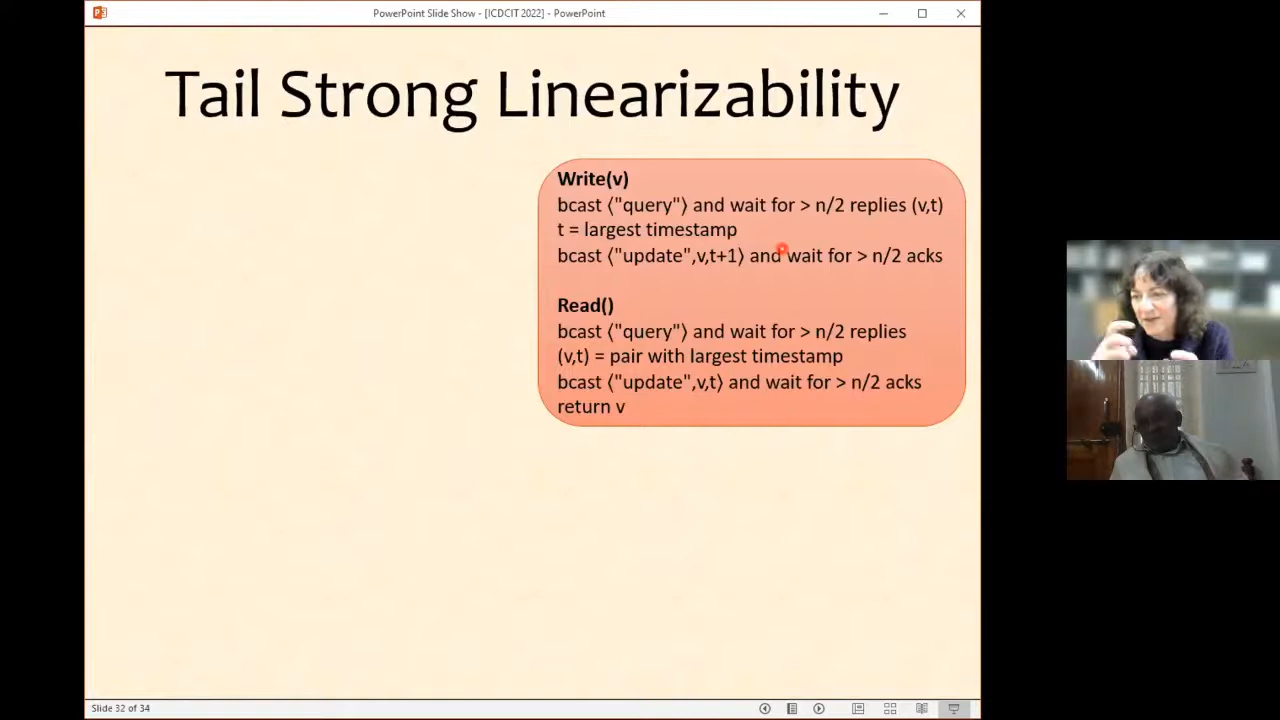 PowerPoint Slide Show - [ICDCIT 2022] - PowerPoint
Tail Strong Linearizability
Write(v)
bcast ⟨"query"⟩ and wait for > n/2 replies (v,t)
t = largest timestamp
bcast ⟨"update",v,t+1⟩ and wait for > n/2 acks
Read()
bcast ⟨"query"⟩ and wait for > n/2 replies
(v,t) = pair with largest timestamp
bcast ⟨"update",v,t⟩ and wait for > n/2 acks
return v
Slide 32 of 34